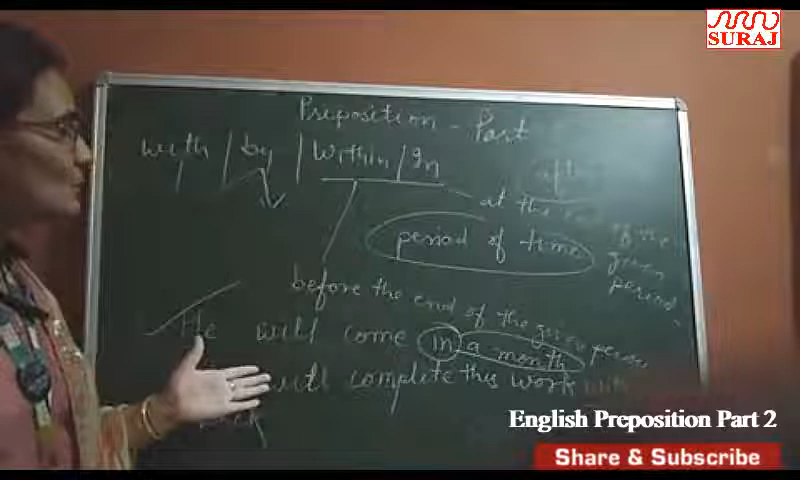 SURAJ
Preposition - Part
with / by / Within / In
at the end of the given period
period of time
before the end of the given
He will come in a month
will complete this work
English Preposition Part 2
Share & Subscribe